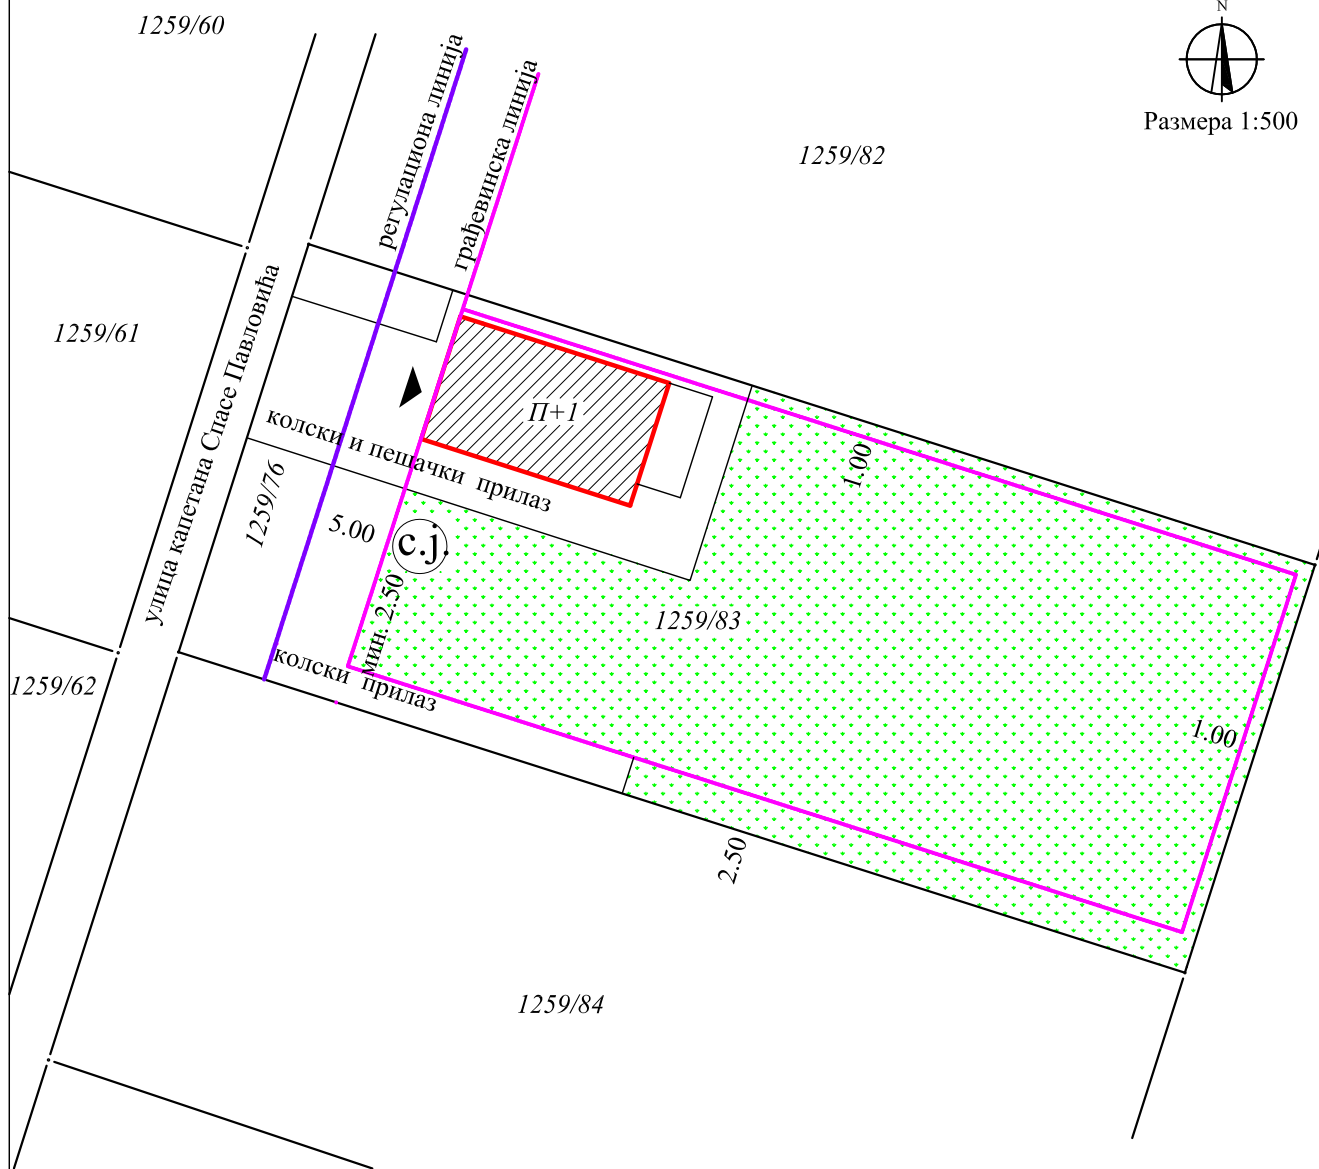 1259/60
N
Размера 1:500
регулациона линија
грађевинска линија
1259/82
1259/61
улица капетана Спасе Павловића
П+1
колски и пешачки прилаз
1.00
1259/76
5.00
с.ј.
мин. 2.50
1259/83
колски прилаз
1259/62
1.00
2.50
1259/84